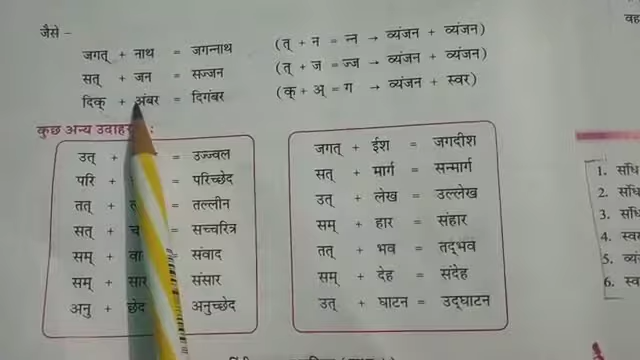 जैसे –
जगत् + नाथ = जगन्नाथ (त् + न = न्न → व्यंजन + व्यंजन)
सत् + जन = सज्जन (त् + ज = ज्ज → व्यंजन + व्यंजन)
दिक् + अंबर = दिगंबर (क् + अ् = ग → व्यंजन + स्वर)
कुछ अन्य :
उत् + = उज्ज्वल
परि + = परिच्छेद
तत् + = तल्लीन
सत् + = सच्चरित्र
सम् + = संवाद
सम् + सार = संसार
अनु + छेद = अनुच्छेद
जगत् + ईश = जगदीश
सत् + मार्ग = सन्मार्ग
उत् + लेख = उल्लेख
सम् + हार = संहार
तत् + भव = तद्भव
सम् + देह = संदेह
उत् + घाटन = उद्घाटन
वह
1. संधि
2. संधि
3. संधि
4.
5.
6.